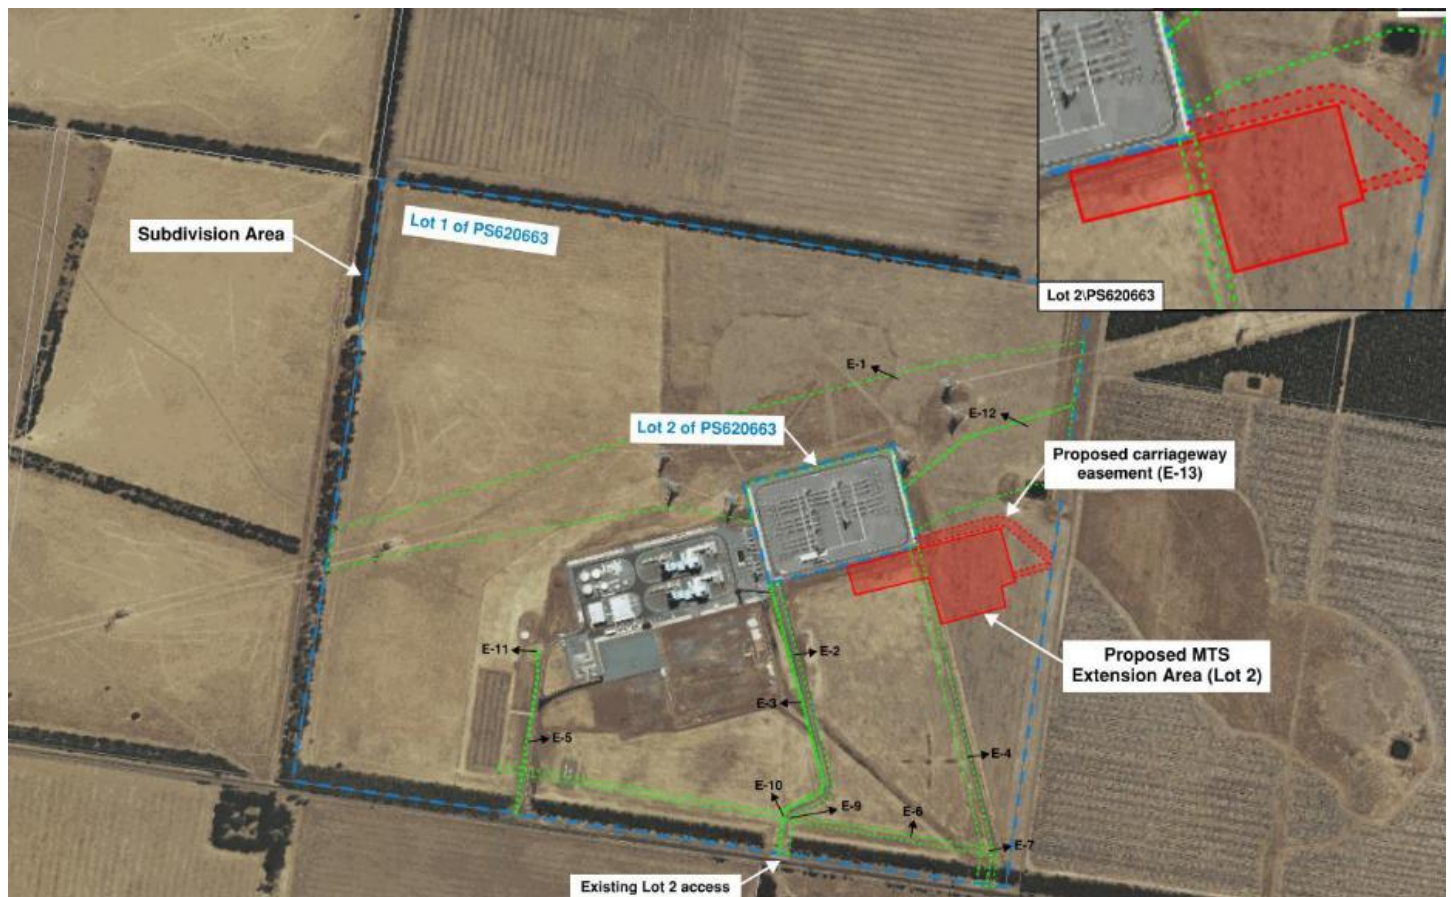 Lot 2\PS620663
Lot 1 of PS620663
Subdivision Area
E-1
E-12
Lot 2 of PS620663
Proposed carriageway
easement (E-13)
E-11
E-2
Proposed MTS
Extension Area (Lot 2)
E-3
E-5
E-4
E-10
E-9
E-6
E-7
Existing Lot 2 access